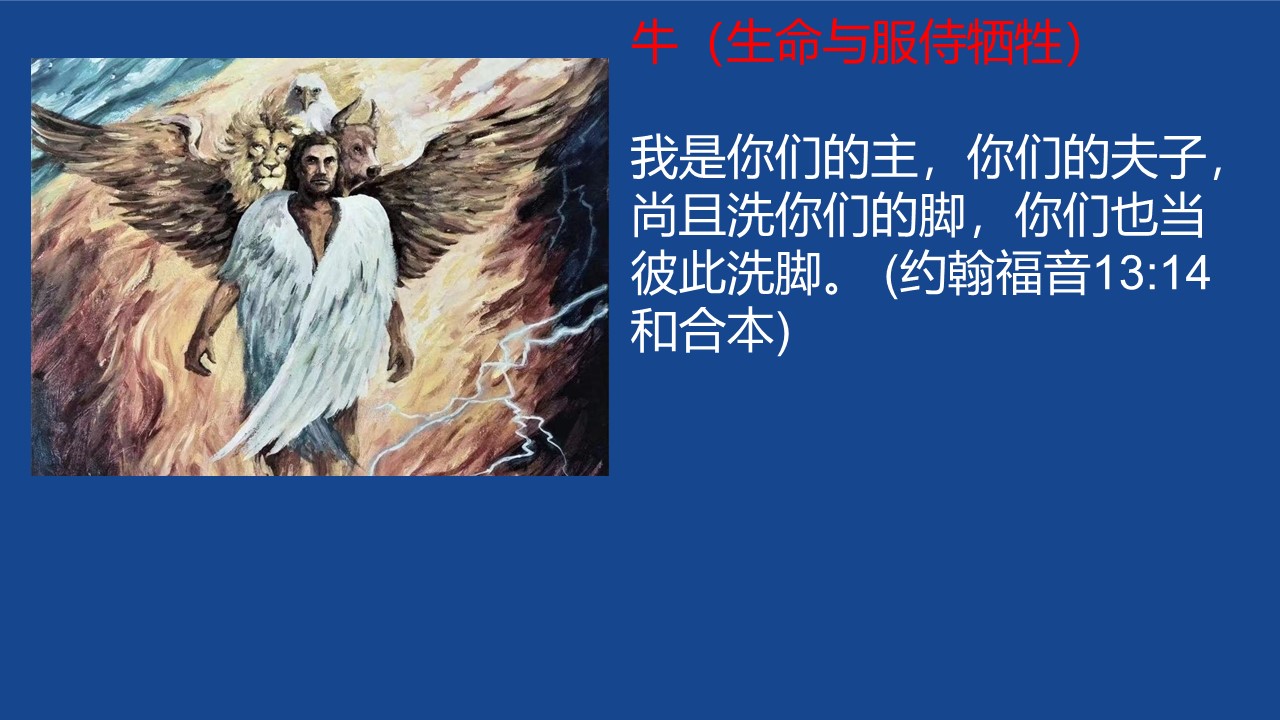 牛（生命与服侍牺牲）
我是你们的主，你们的夫子，
尚且洗你们的脚，你们也当
彼此洗脚。 (约翰福音13:14
和合本)